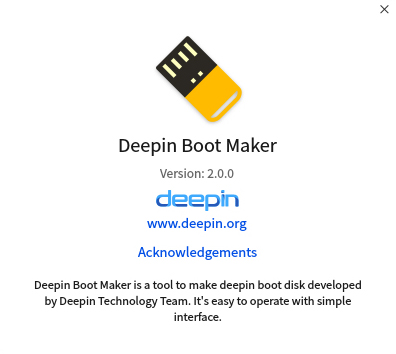 Deepin Boot Maker
Version: 2.0.0
deepin
www.deepin.org
Acknowledgements
Deepin Boot Maker is a tool to make deepin boot disk developed
by Deepin Technology Team. It's easy to operate with simple
interface.